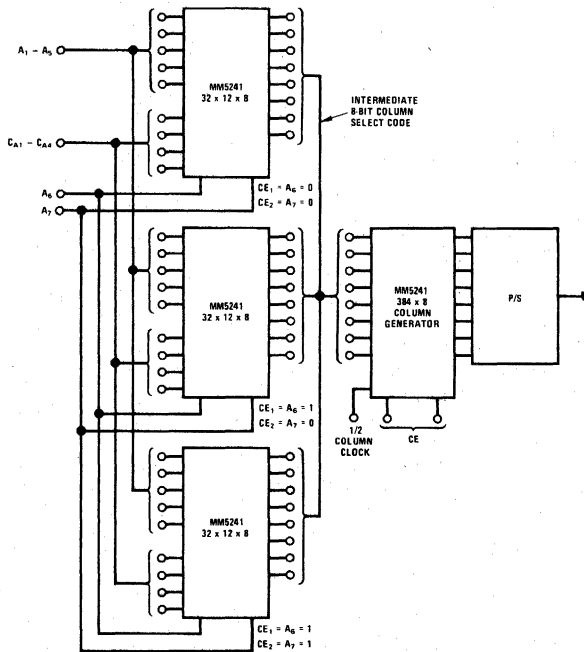 A₁ – A₅
C_A1 – C_A4
A₆
A₇
MM5241
32 x 12 x 8
CE₁ = A₆ = 0
CE₂ = A₇ = 0
INTERMEDIATE
8-BIT COLUMN
SELECT CODE
MM5241
32 x 12 x 8
CE₁ = A₆ = 1
CE₂ = A₇ = 0
MM5241
384 x 8
COLUMN
GENERATOR
P/S
1/2
COLUMN
CLOCK
CE
MM5241
32 x 12 x 8
CE₁ = A₆ = 1
CE₂ = A₇ = 1